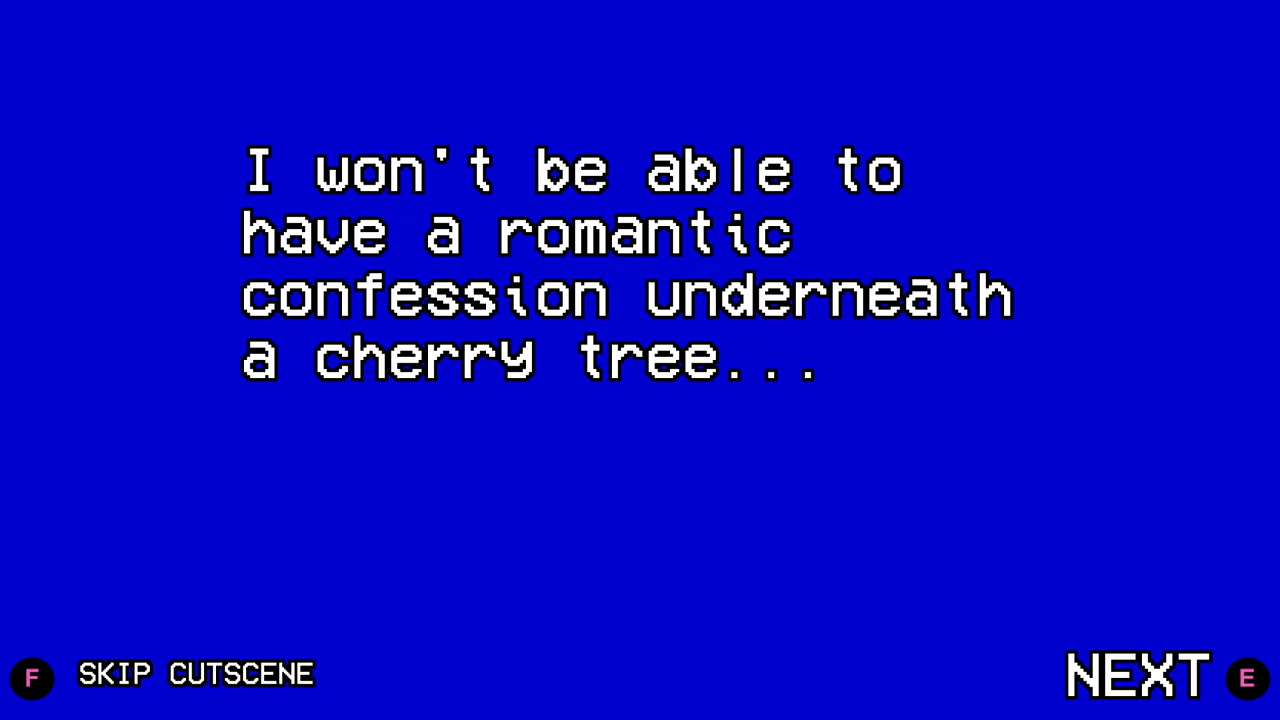 I won't be able to
have a romantic
confession underneath
a cherry tree...
F SKIP CUTSCENE
NEXT E